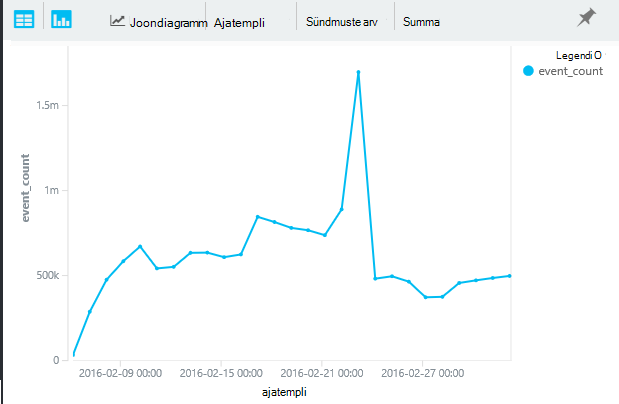 Joondiagramm Ajatempli Sündmuste arv Summa
Legendi O
event_count
1.5m
1m
500k
0
event_count
2016-02-09 00:00 2016-02-15 00:00 2016-02-21 00:00 2016-02-27 00:00
ajatempli